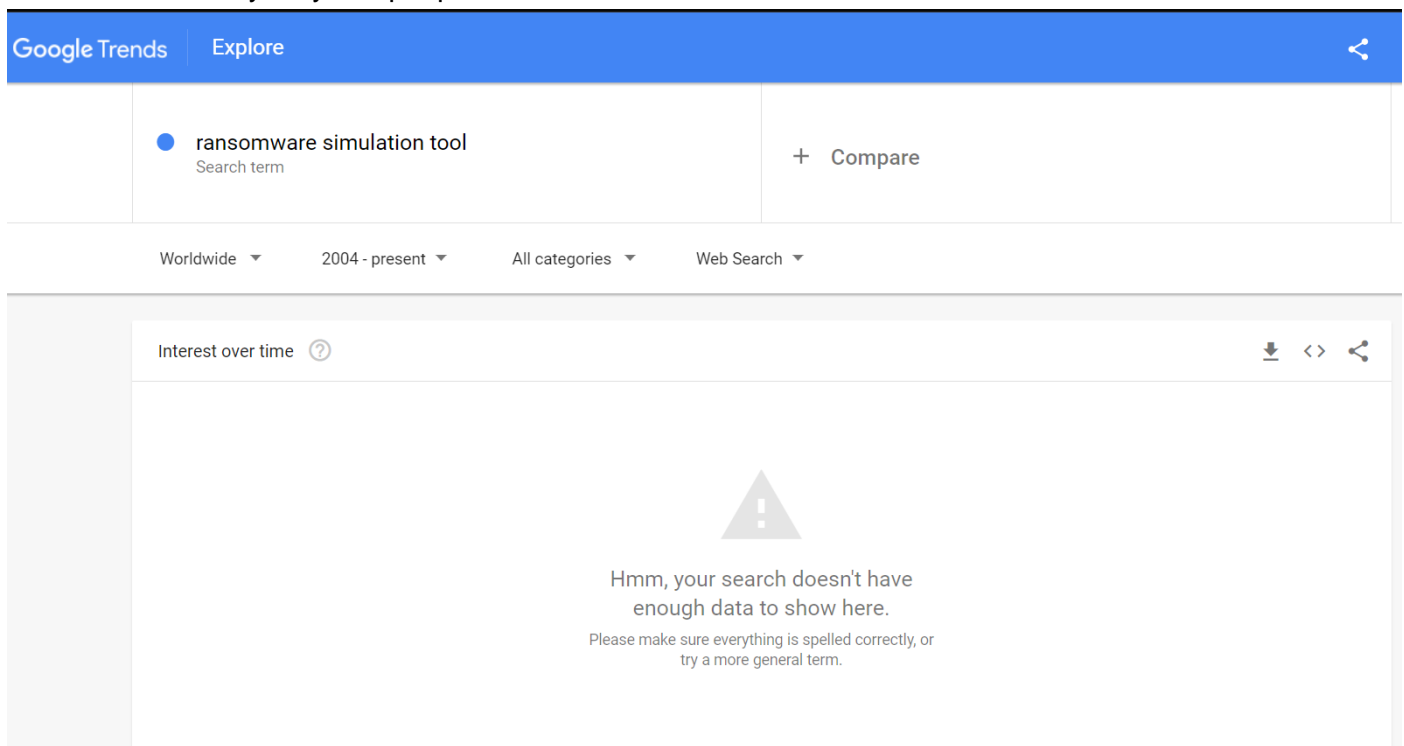 Google Trends Explore
ransomware simulation tool
Search term
+ Compare
Worldwide 2004 - present All categories Web Search
Interest over time ?
Hmm, your search doesn't have
enough data to show here.
Please make sure everything is spelled correctly, or
try a more general term.